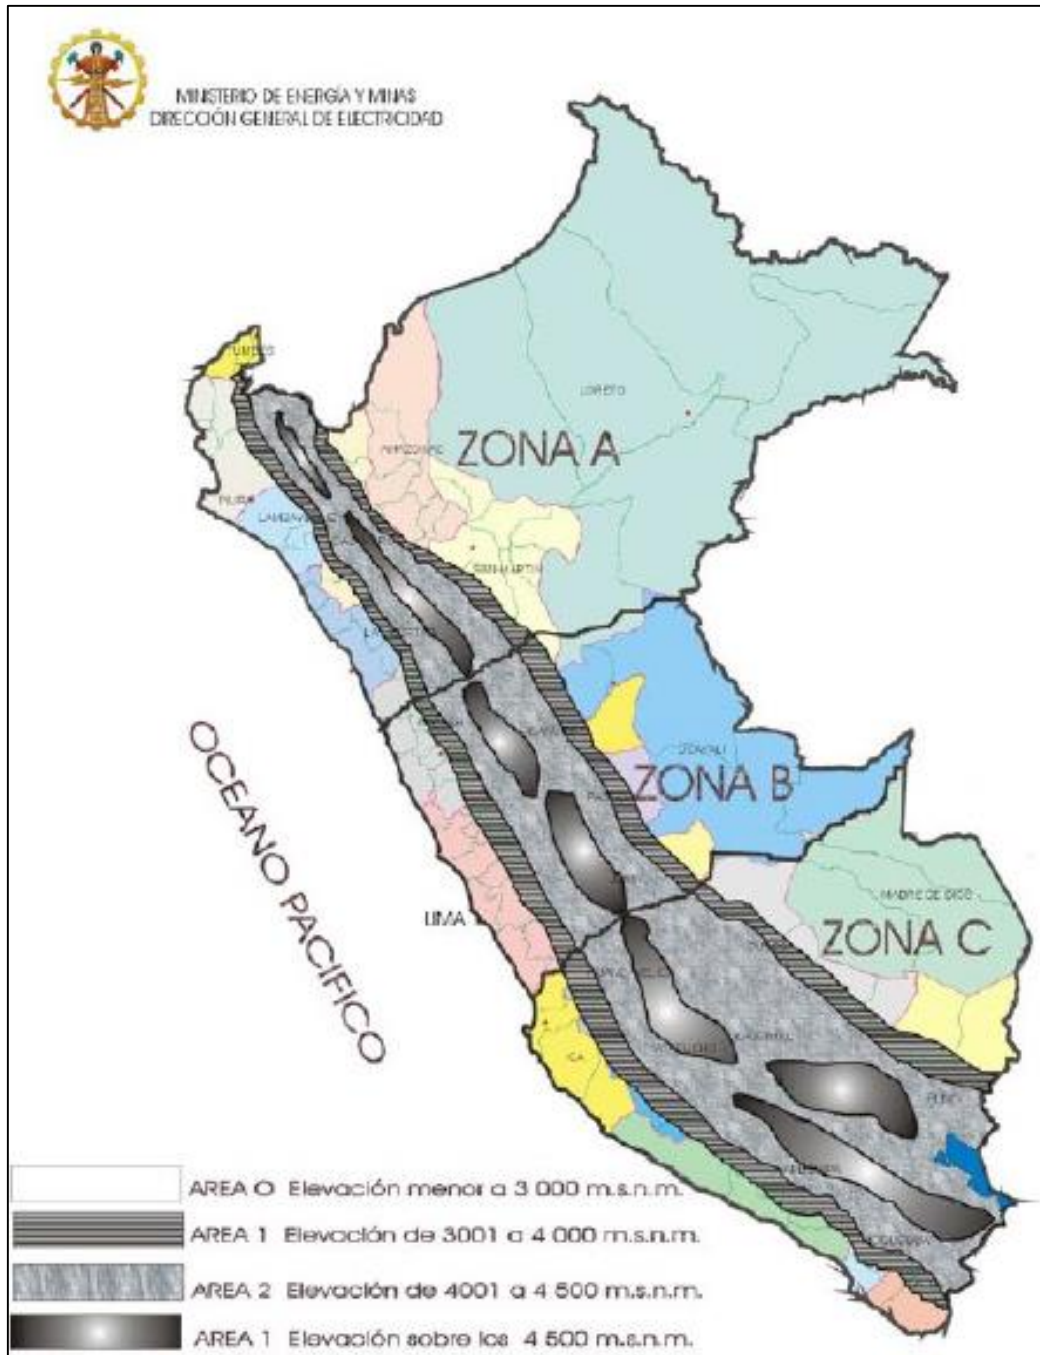 MINISTERIO DE ENERGÍA Y MINAS
DIRECCIÓN GENERAL DE ELECTRICIDAD
TUMBES
LORETO
ZONA A
AMAZONAS
PIURA
LAMBAYEQUE
SAN MARTIN
UCAYALI
ZONA B
OCEANO PACIFICO
MADRE DE DIOS
LIMA
ZONA C
ICA
PUNO
AREA O Elevación menor a 3 000 m.s.n.m.
AREA 1 Elevación de 3001 a 4 000 m.s.n.m.
AREA 2 Elevación de 4001 a 4 500 m.s.n.m.
AREA 1 Elevación sobre los 4 500 m.s.n.m.